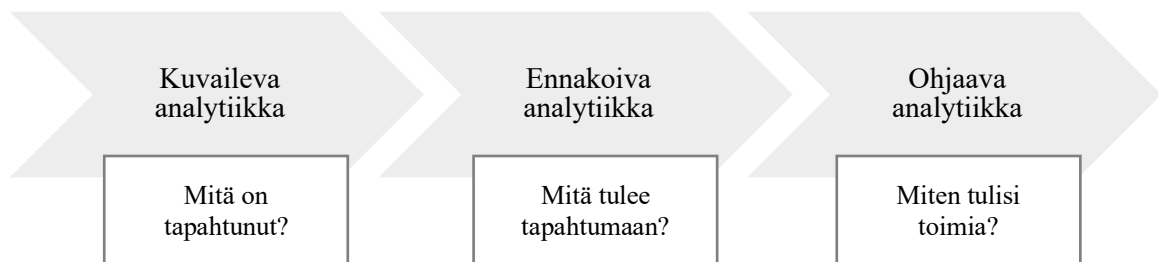 Kuvaileva
analytiikka
Mitä on
tapahtunut?
Ennakoiva
analytiikka
Mitä tulee
tapahtumaan?
Ohjaava
analytiikka
Miten tulisi
toimia?